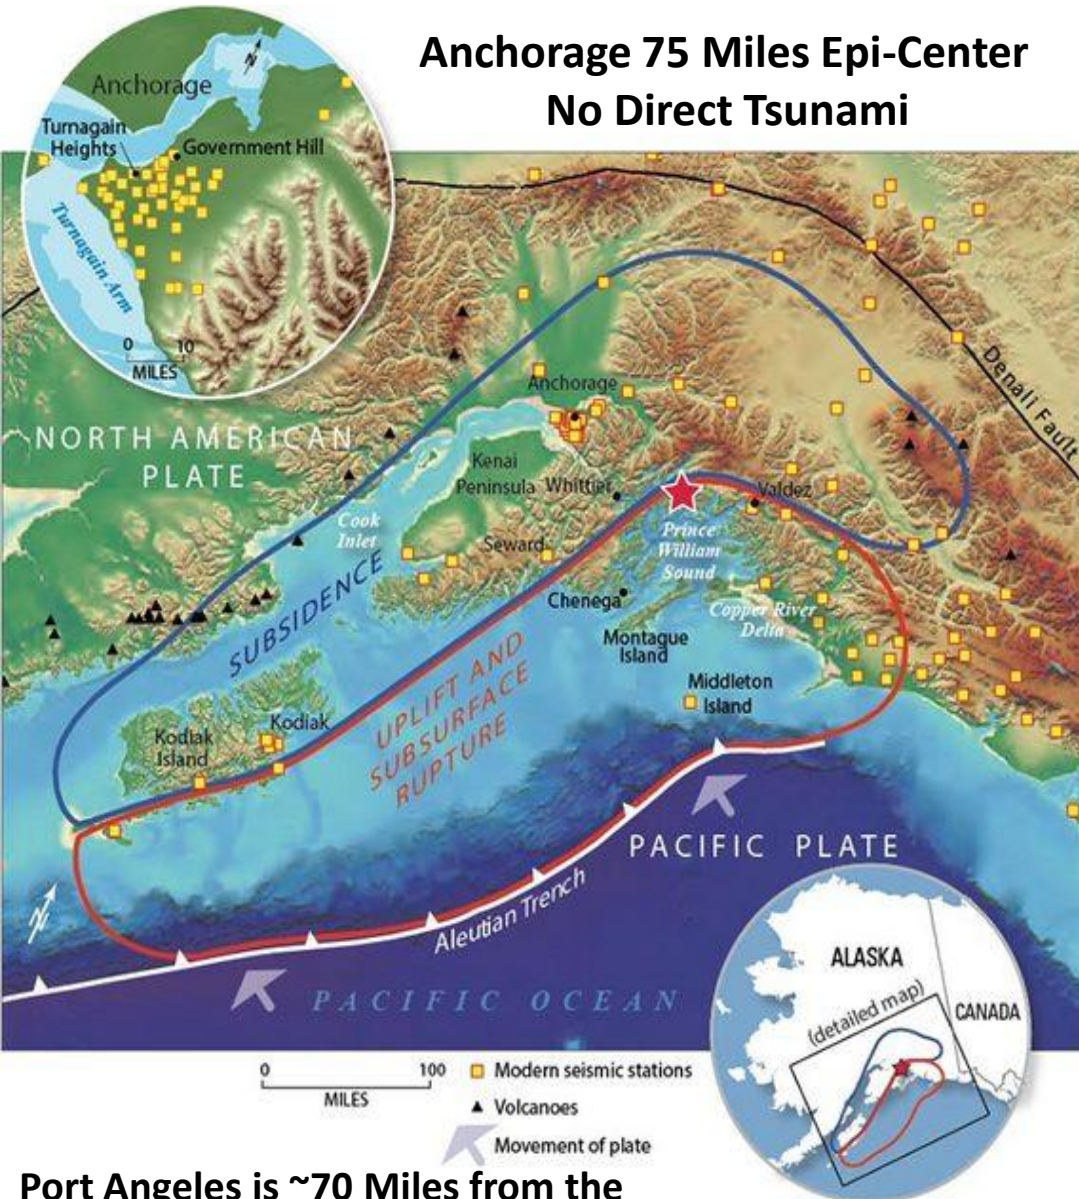 Anchorage 75 Miles Epi-Center
No Direct Tsunami
Anchorage
Turnagain
Heights
Government Hill
Turnagain Arm
N
0 10
MILES
Denali Fault
NORTH AMERICAN
PLATE
Anchorage
Kenai
Peninsula
Whittier
Valdez
Cook
Inlet
Prince
William
Sound
Seward
SUBSIDENCE
Chenega
Copper River
Delta
Montague
Island
Middleton
Island
UPLIFT AND
SUBSURFACE
RUPTURE
Kodiak
Kodiak
Island
PACIFIC PLATE
N
Aleutian Trench
PACIFIC OCEAN
ALASKA
CANADA
(detailed map)
0 100
MILES
Modern seismic stations
Volcanoes
Movement of plate
Port Angeles is ~70 Miles from the